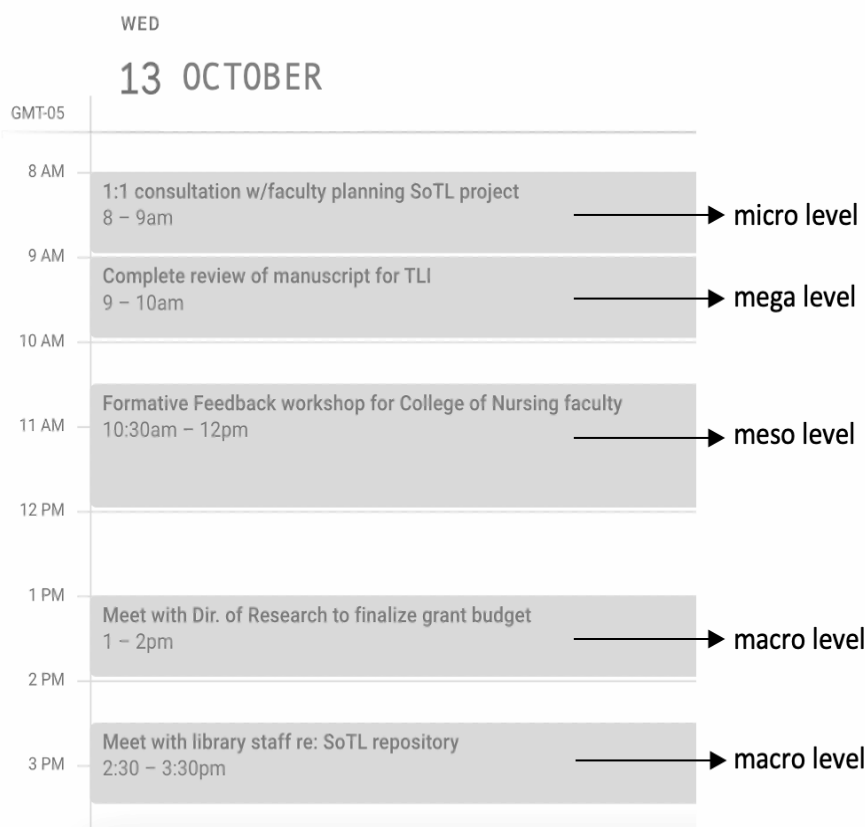 WED
13 OCTOBER
GMT-05
8 AM
1:1 consultation w/faculty planning SoTL project
8 – 9am
micro level
9 AM
Complete review of manuscript for TLI
9 – 10am
mega level
10 AM
Formative Feedback workshop for College of Nursing faculty
11 AM
10:30am – 12pm
meso level
12 PM
1 PM
Meet with Dir. of Research to finalize grant budget
1 – 2pm
macro level
2 PM
Meet with library staff re: SoTL repository
3 PM
2:30 – 3:30pm
macro level